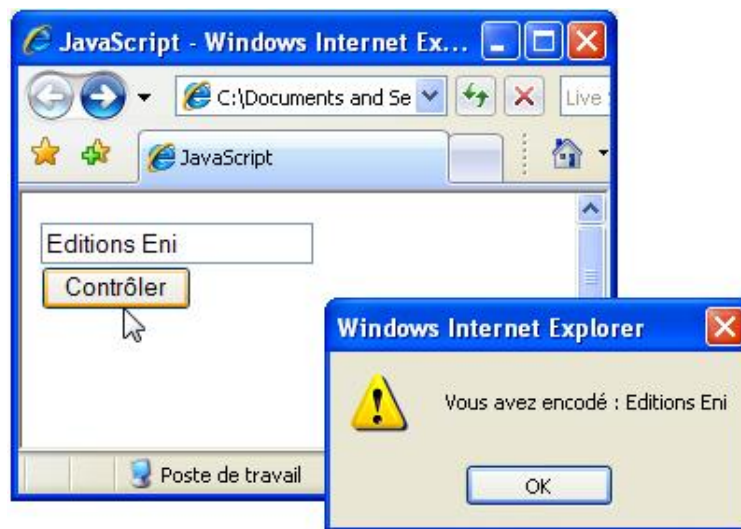 JavaScript - Windows Internet Ex...
C:\Documents and Se
Live
JavaScript
Editions Eni
Contrôler
Windows Internet Explorer
Vous avez encodé : Editions Eni
OK
Poste de travail